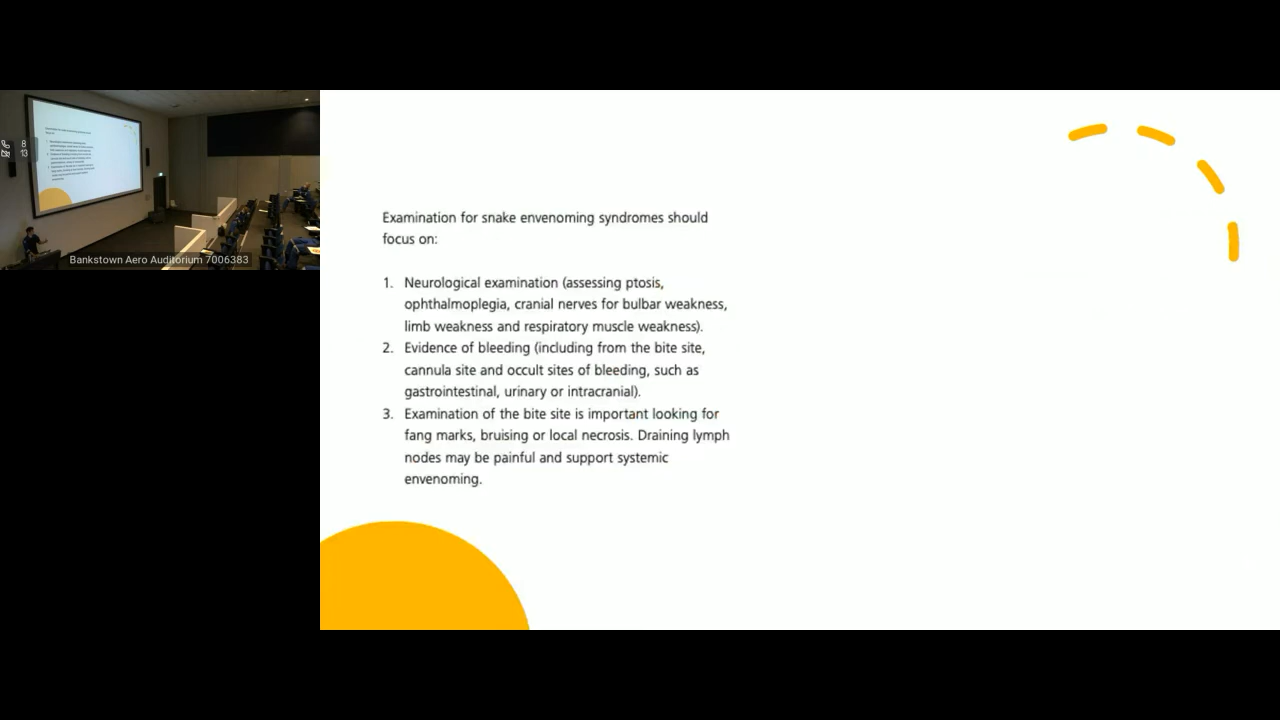 8
13
Bankstown Aero Auditorium 7006383
Examination for snake envenoming syndromes should
focus on:
1. Neurological examination (assessing ptosis,
ophthalmoplegia, cranial nerves for bulbar weakness,
limb weakness and respiratory muscle weakness).
2. Evidence of bleeding (including from the bite site,
cannula site and occult sites of bleeding, such as
gastrointestinal, urinary or intracranial).
3. Examination of the bite site is important looking for
fang marks, bruising or local necrosis. Draining lymph
nodes may be painful and support systemic
envenoming.